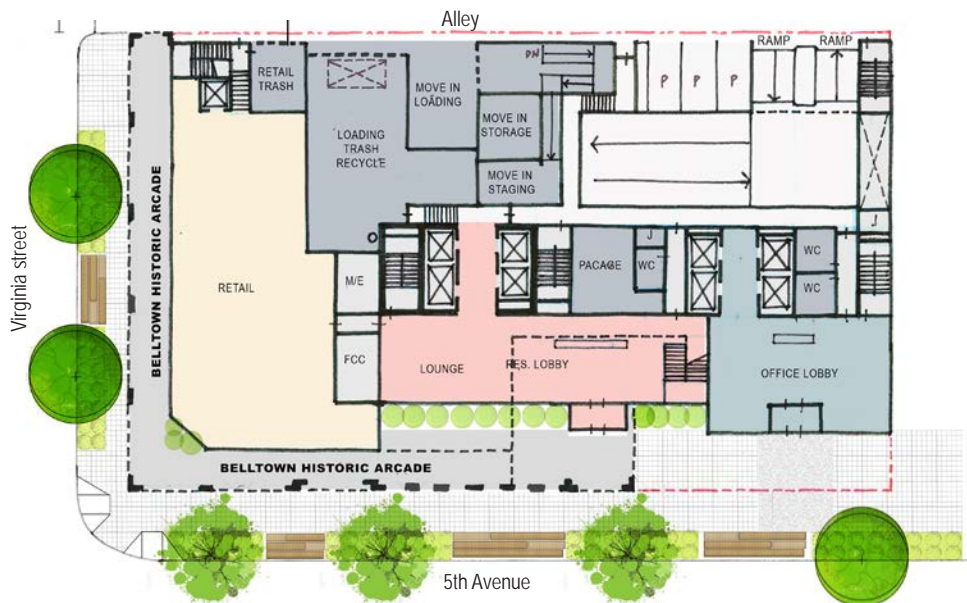 Alley
RAMP
RAMP
DN
RETAIL
TRASH
P
P
P
MOVE IN
LOADING
MOVE IN
STORAGE
LOADING
TRASH
RECYCLE
MOVE IN
STAGING
Virginia street
BELLTOWN HISTORIC ARCADE
J
J
WC
PACAGE
WC
WC
M/E
RETAIL
FCC
LOUNGE
RES. LOBBY
OFFICE LOBBY
BELLTOWN HISTORIC ARCADE
5th Avenue